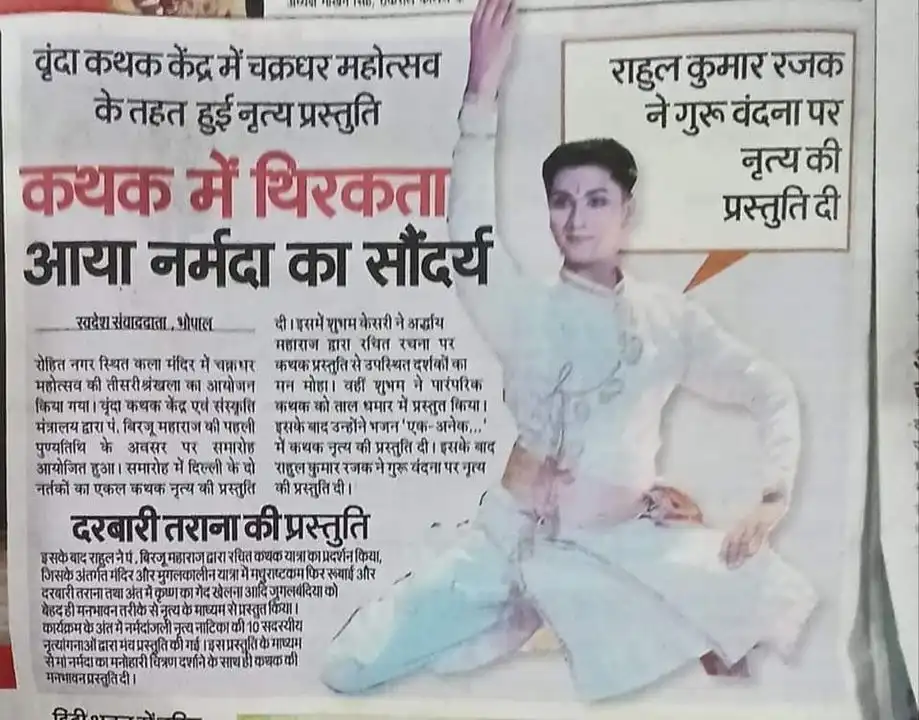 वृंदा कथक केंद्र में चक्रधर महोत्सव
के तहत हुई नृत्य प्रस्तुति
कथक में थिरकता
आया नर्मदा का सौंदर्य
राहुल कुमार रजक
ने गुरू वंदना पर
नृत्य की
प्रस्तुति दी
स्वदेश संवाददाता, भोपाल
रोहित नगर स्थित कला मंदिर में चक्रधर
महोत्सव की तीसरी श्रंखला का आयोजन
किया गया। वृंदा कथक केंद्र एवं संस्कृति
मंत्रालय द्वारा पं. बिरजू महाराज की पहली
पुण्यतिथि के अवसर पर समारोह
आयोजित हुआ। समारोह में दिल्ली के दो
नर्तकों का एकल कथक नृत्य की प्रस्तुति
दी। इसमें शुभम केसरी ने
महाराज द्वारा रचित रचना पर
कथक प्रस्तुति से उपस्थित दर्शकों का
मन मोहा। वहीं शुभम ने पारंपरिक
कथक को ताल धमार में प्रस्तुत किया।
इसके बाद उन्होंने भजन 'एक-अनेक...'
में कथक नृत्य की प्रस्तुति दी। इसके बाद
राहुल कुमार रजक ने गुरू वंदना पर नृत्य
की प्रस्तुति दी।
दरबारी तराना की प्रस्तुति
इसके बाद राहुल ने पं. बिरजू महाराज द्वारा रचित कथक यात्रा का प्रदर्शन किया,
जिसके अंतर्गत मंदिर और मुगलकालीन यात्रा में मधुराष्टकम फिर रूबाई और
दरबारी तराना तथा अंत में कृष्ण का गेंद खेलना आदि जुगलबंदिया को
बेहद ही मनभावन तरीके से नृत्य के माध्यम से प्रस्तुत किया।
कार्यक्रम के अंत में नर्मदांजली नृत्य नाटिका की 10 सदस्यीय
नृत्यांगनाओं द्वारा मंच प्रस्तुति की गई। इस प्रस्तुति के माध्यम
से मां नर्मदा का मनोहारी चित्रण दर्शाने के साथ ही कथक की
मनभावन प्रस्तुति दी।